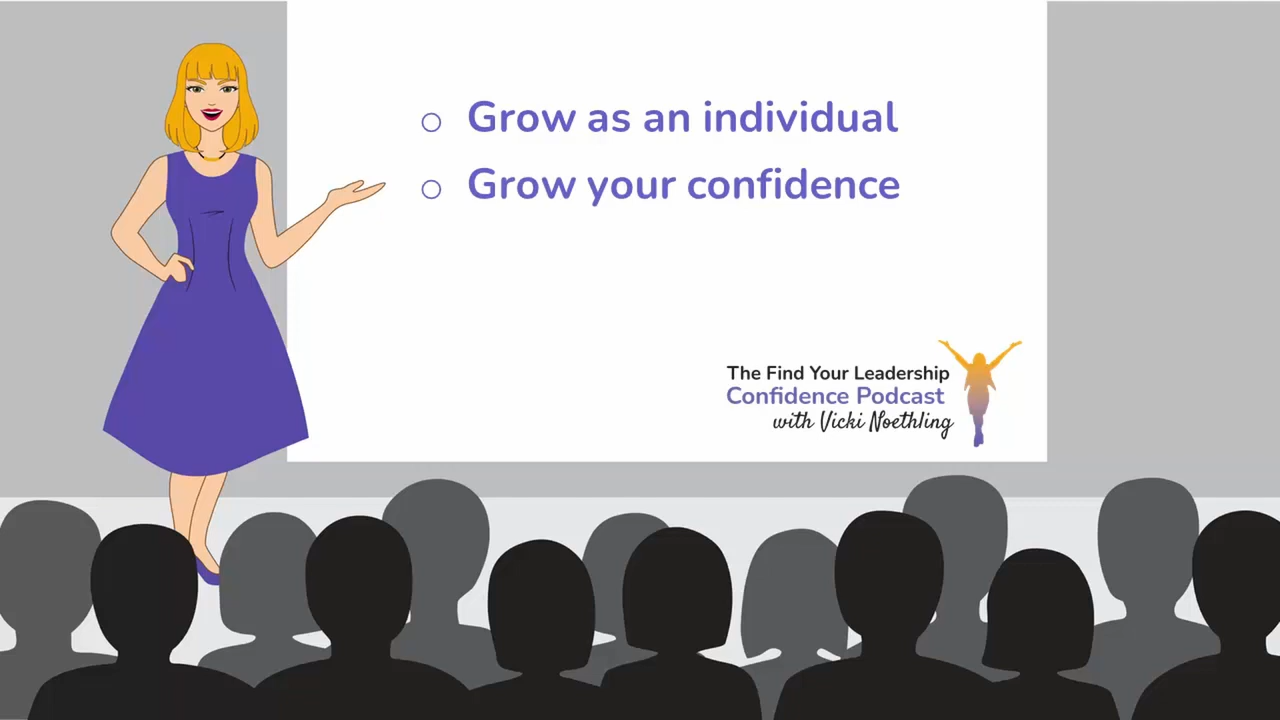 Grow as an individual
Grow your confidence
The Find Your Leadership
Confidence Podcast
with Vicki Noethling